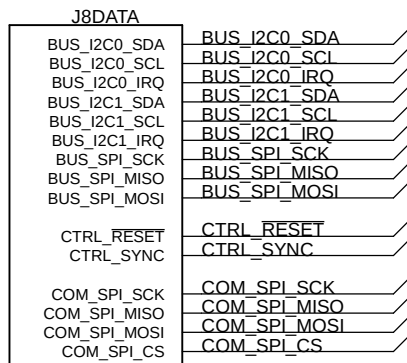 J8DATA
BUS_I2C0_SDA BUS_I2C0_SDA
BUS_I2C0_SCL BUS_I2C0_SCL
BUS_I2C0_IRQ BUS_I2C0_IRQ
BUS_I2C1_SDA BUS_I2C1_SDA
BUS_I2C1_SCL BUS_I2C1_SCL
BUS_I2C1_IRQ BUS_I2C1_IRQ
BUS_SPI_SCK BUS_SPI_SCK
BUS_SPI_MISO BUS_SPI_MISO
BUS_SPI_MOSI BUS_SPI_MOSI
CTRL_RESET CTRL_RESET
CTRL_SYNC CTRL_SYNC
COM_SPI_SCK COM_SPI_SCK
COM_SPI_MISO COM_SPI_MISO
COM_SPI_MOSI COM_SPI_MOSI
COM_SPI_CS COM_SPI_CS